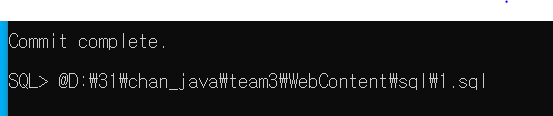 Commit complete.
SQL> @D:₩31₩chan_java₩team3₩WebContent₩sql₩1.sql